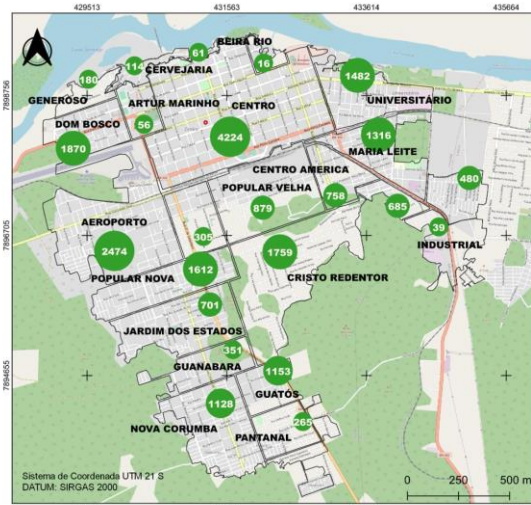 429513
431563
433614
435664
7898756
7896705
7894655
BEIRA RIO
61
114
CERVEJARIA
16
180
1482
GENEROSO
ARTUR MARINHO
CENTRO
UNIVERSITÁRIO
DOM BOSCO
56
4224
1316
1870
MARIA LEITE
CENTRO AMERICA
POPULAR VELHA
480
758
879
685
AEROPORTO
305
39
INDUSTRIAL
2474
1612
1759
POPULAR NOVA
CRISTO REDENTOR
701
JARDIM DOS ESTADOS
351
GUANABARA
1153
GUATÓS
1128
NOVA CORUMBA
265
PANTANAL
Sistema de Coordenada UTM 21 S
DATUM: SIRGAS 2000
0 250 500 m